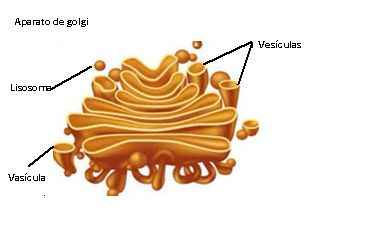 Aparato de golgi
Vesículas
Lisosoma
Vasícula